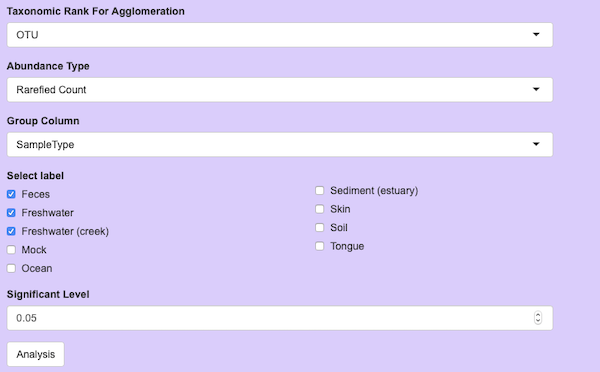 Taxonomic Rank For Agglomeration
OTU
Abundance Type
Rarefied Count
Group Column
SampleType
Select label
Feces
Freshwater
Freshwater (creek)
Mock
Ocean
Sediment (estuary)
Skin
Soil
Tongue
Significant Level
0.05
Analysis